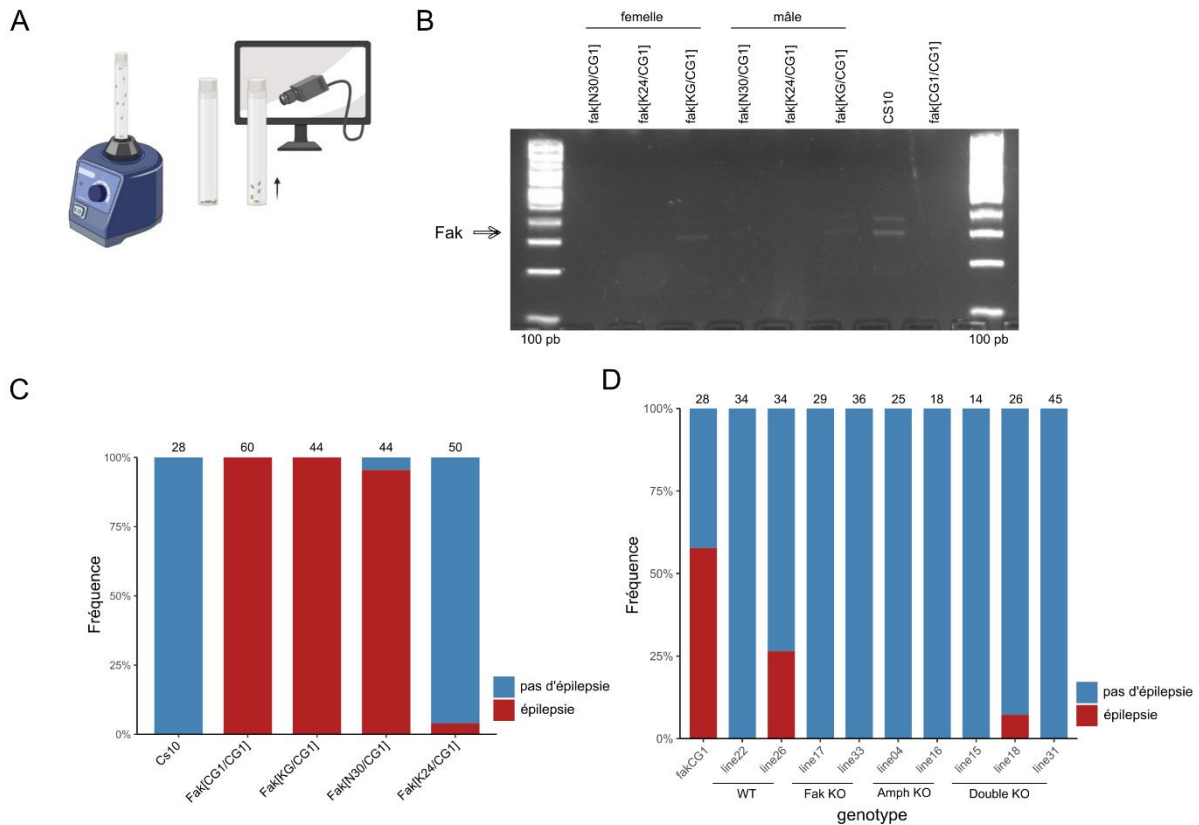 A
B
femelle
mâle
fak[N30/CG1]
fak[K24/CG1]
fak[KG/CG1]
fak[N30/CG1]
fak[K24/CG1]
fak[KG/CG1]
CS10
fak[CG1/CG1]
Fak
100 pb
100 pb
C
28
60
44
44
50
100%
75%
50%
25%
0%
Fréquence
pas d'épilepsie
épilepsie
Cs10
Fak[CG1/CG1]
Fak[KG/CG1]
Fak[N30/CG1]
Fak[K24/CG1]
D
28
34
34
29
36
25
18
14
26
45
100%
75%
50%
25%
0%
Fréquence
pas d'épilepsie
épilepsie
fakCG1
line22
line26
line17
line33
line04
line16
line15
line18
line31
WT
Fak KO
Amph KO
Double KO
genotype